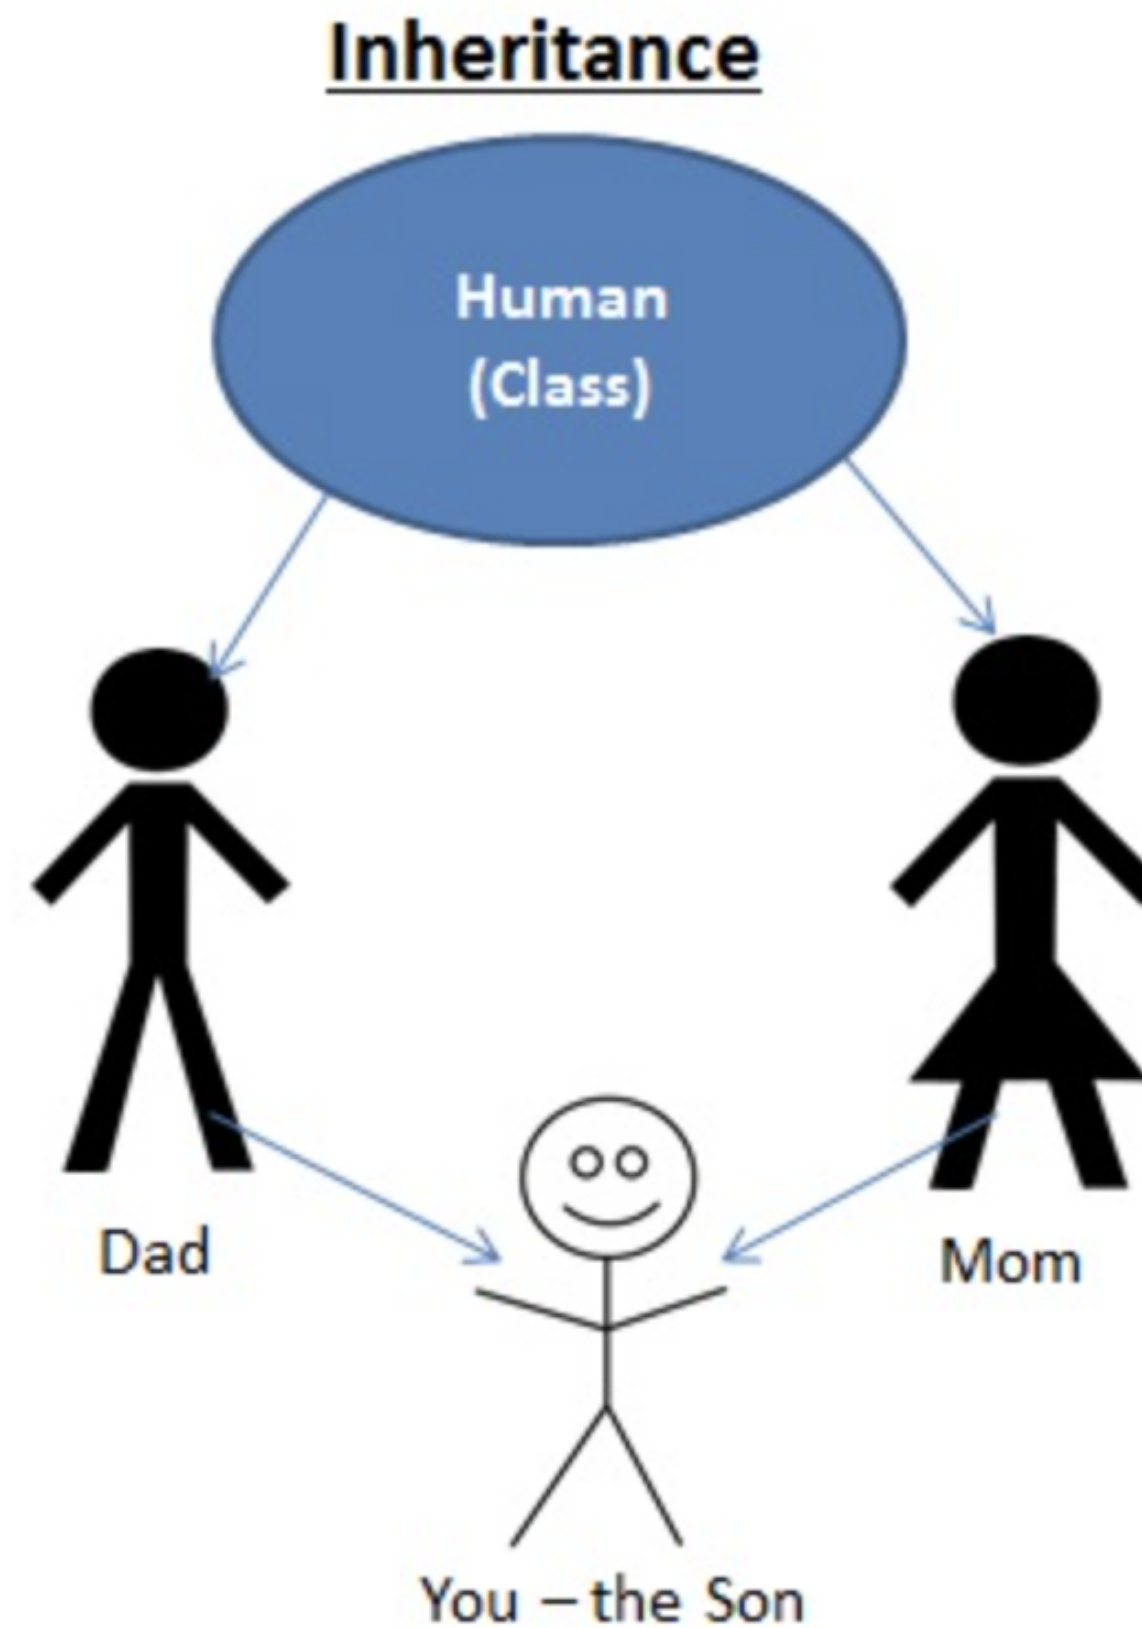 Inheritance
Human
(Class)
Dad
Mom
You – the Son